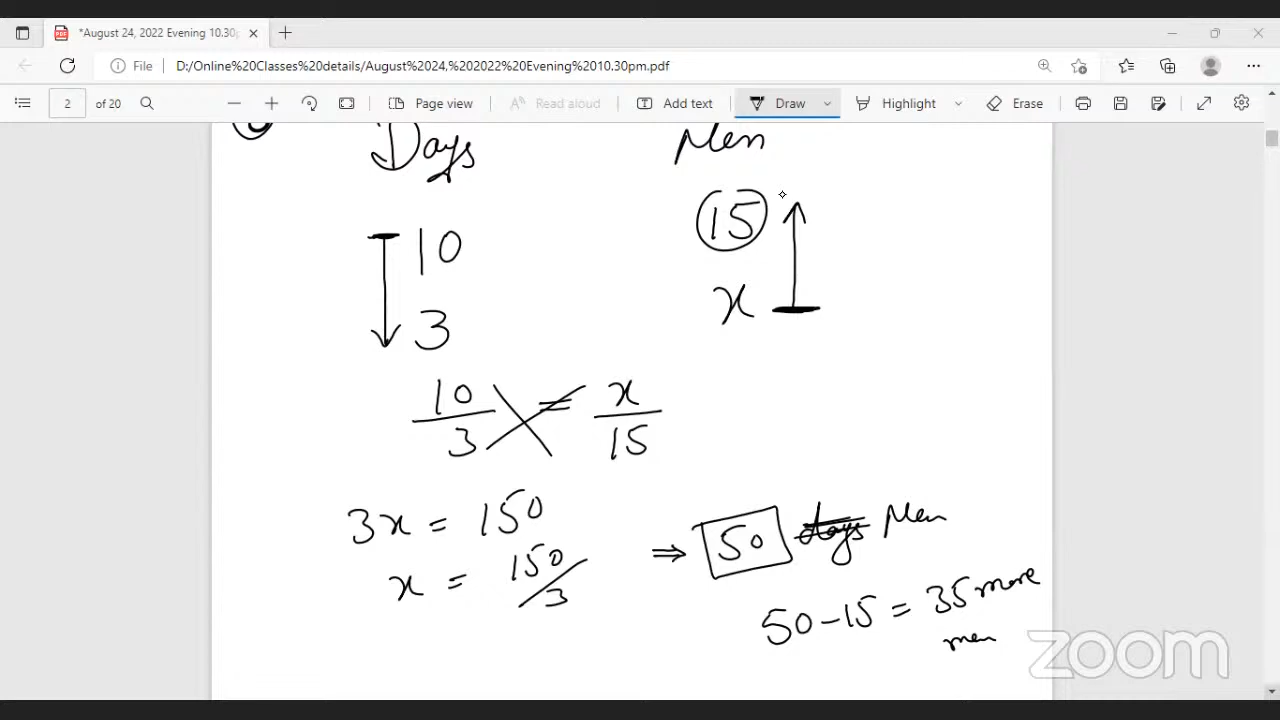 *August 24, 2022 Evening 10.30p
File D:/Online%20Classes%20details/August%2024,%202022%20Evening%2010.30pm.pdf
2 of 20 Page view Read aloud Add text Draw Highlight Erase
Days Men
10 15
3 x
10/3 = x/15
3x = 150
x = 150/3 ⇒ 50 days Men
50-15 = 35 more
men
zoom